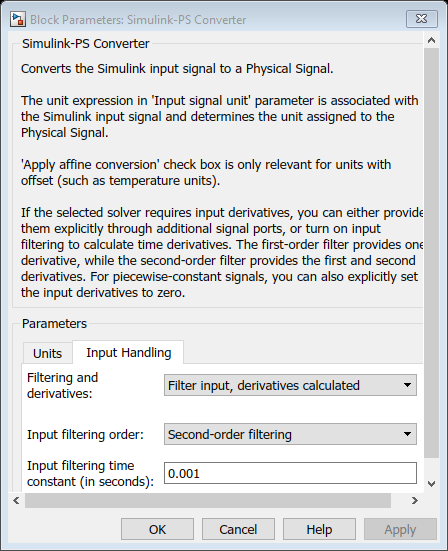 Block Parameters: Simulink-PS Converter
Simulink-PS Converter
Converts the Simulink input signal to a Physical Signal.
The unit expression in 'Input signal unit' parameter is associated with
the Simulink input signal and determines the unit assigned to the
Physical Signal.
'Apply affine conversion' check box is only relevant for units with
offset (such as temperature units).
If the selected solver requires input derivatives, you can either provide
them explicitly through additional signal ports, or turn on input
filtering to calculate time derivatives. The first-order filter provides one
derivative, while the second-order filter provides the first and second
derivatives. For piecewise-constant signals, you can also explicitly set
the input derivatives to zero.
Parameters
Units Input Handling
Filtering and
derivatives: Filter input, derivatives calculated
Input filtering order: Second-order filtering
Input filtering time
constant (in seconds): 0.001
OK Cancel Help Apply